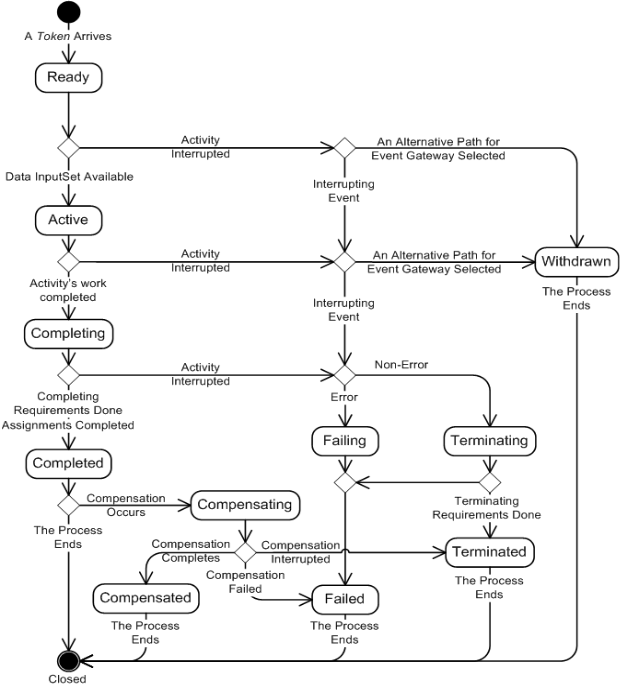 A Token Arrives
Ready
Activity
Interrupted
An Alternative Path for
Event Gateway Selected
Data InputSet Available
Interrupting
Event
Active
Activity
Interrupted
An Alternative Path for
Event Gateway Selected
Withdrawn
Activity's work
completed
The Process
Ends
Interrupting
Event
Completing
Activity
Interrupted
Non-Error
Completing
Requirements Done
Assignments Completed
Error
Failing
Terminating
Completed
Compensation
Occurs
Compensating
Terminating
Requirements Done
The Process
Ends
Compensation
Completes
Compensation
Interrupted
Terminated
Compensation
Failed
The Process
Ends
Compensated
Failed
The Process
Ends
The Process
Ends
Closed